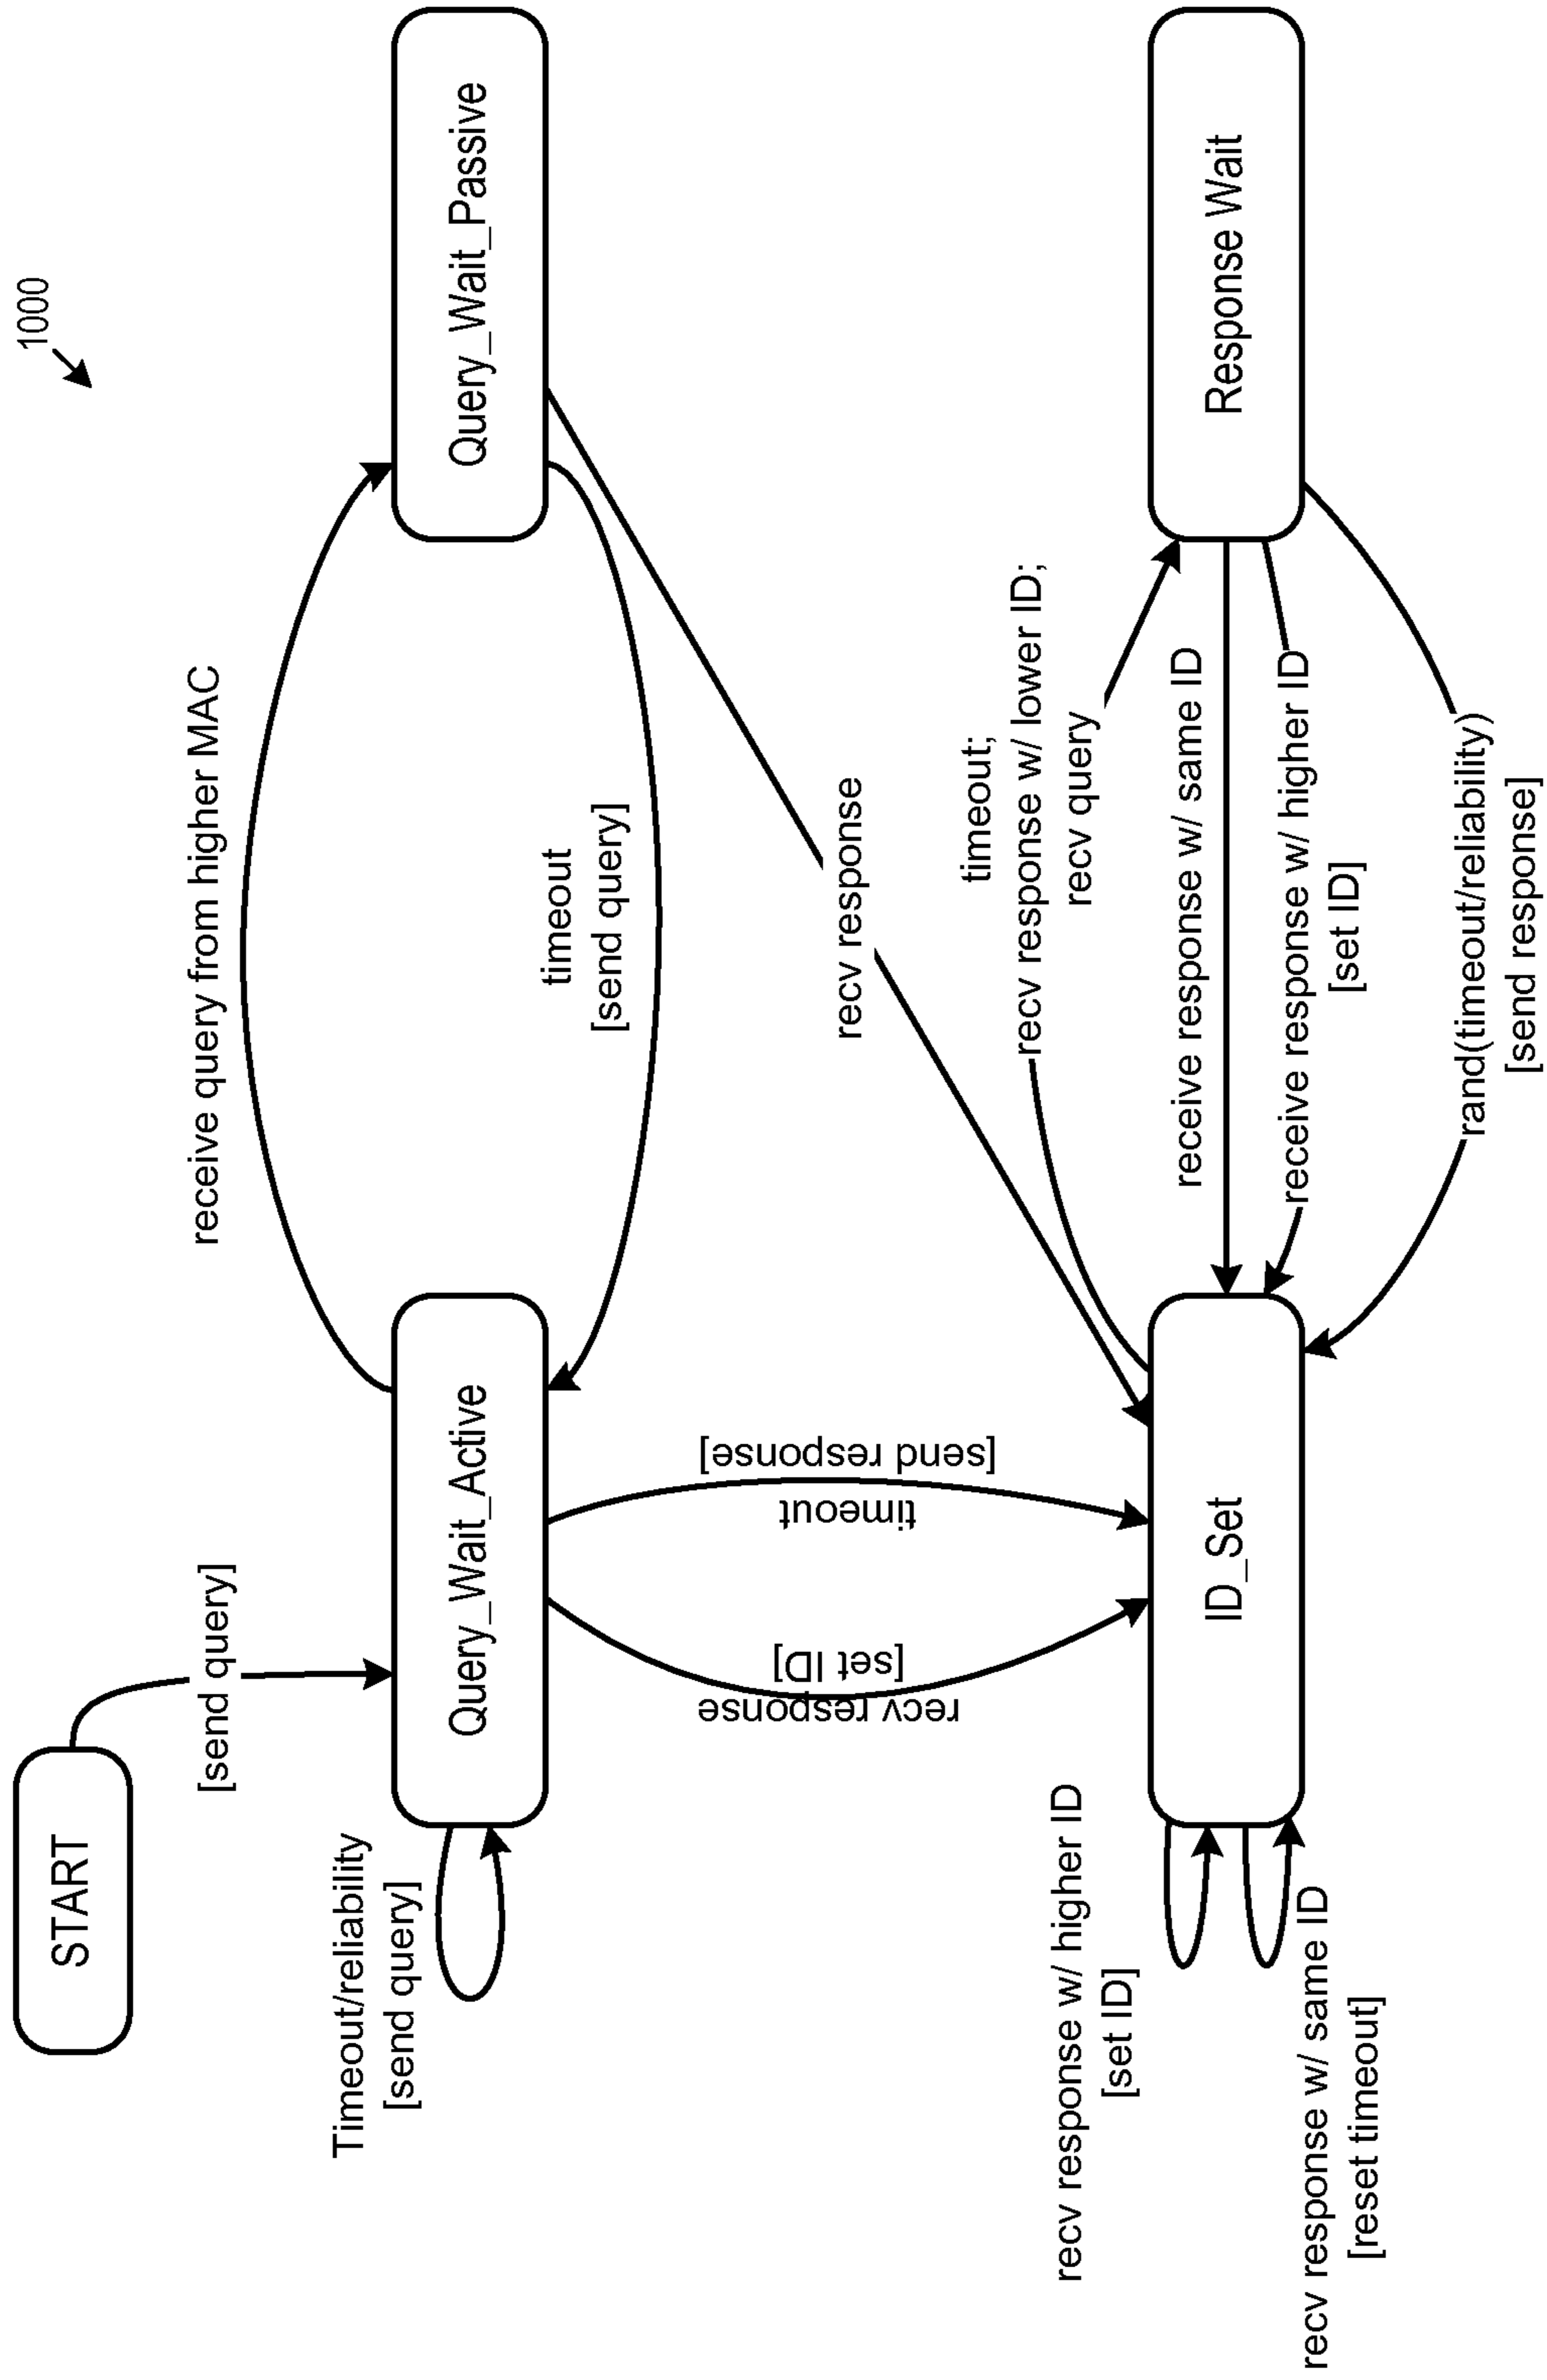 1000
START
[send query]
Timeout/reliability
[send query]
Query_Wait_Active
receive query from higher MAC
Query_Wait_Passive
timeout
[send query]
recv response
[set ID]
timeout
[send response]
recv response
timeout;
recv response w/ lower ID;
recv query
recv response w/ higher ID
[set ID]
ID_Set
receive response w/ same ID
Response Wait
receive response w/ higher ID
[set ID]
recv response w/ same ID
[reset timeout]
rand(timeout/reliability)
[send response]